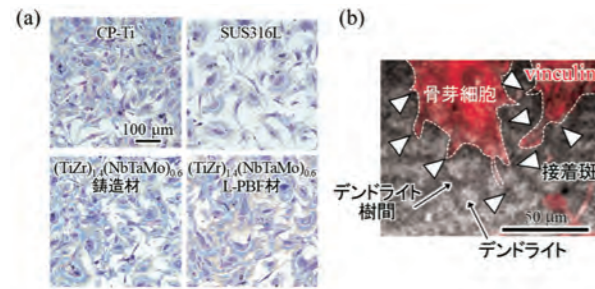 (a)
CP-Ti
SUS316L
100 μm
(TiZr)1.4(NbTaMo)0.6
鋳造材
(TiZr)1.4(NbTaMo)0.6
L-PBF材
(b)
骨芽細胞
vinculin
接着斑
デンドライト
樹間
デンドライト
50 μm